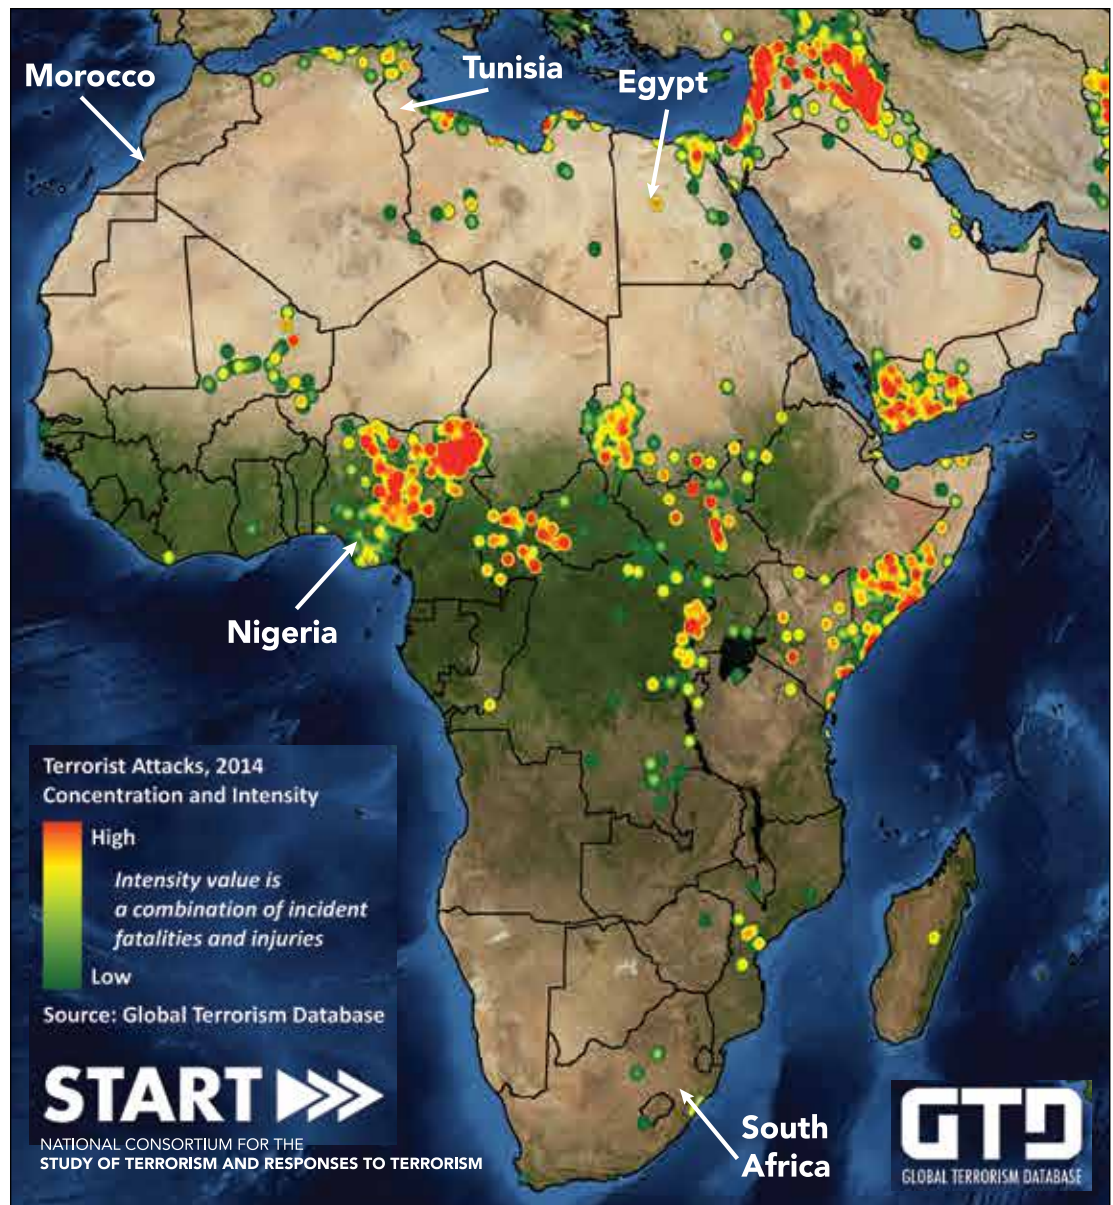 Morocco
Tunisia
Egypt
Nigeria
Terrorist Attacks, 2014
Concentration and Intensity
High
Intensity value is
a combination of incident
fatalities and injuries
Low
Source: Global Terrorism Database
START
NATIONAL CONSORTIUM FOR THE
STUDY OF TERRORISM AND RESPONSES TO TERRORISM
South
Africa
GTD
GLOBAL TERRORISM DATABASE